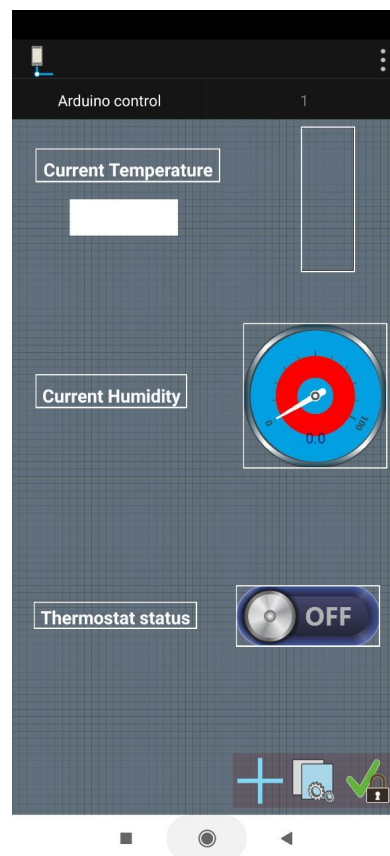 Arduino control
1
Current Temperature
Current Humidity
0
100
0.0
Thermostat status
OFF